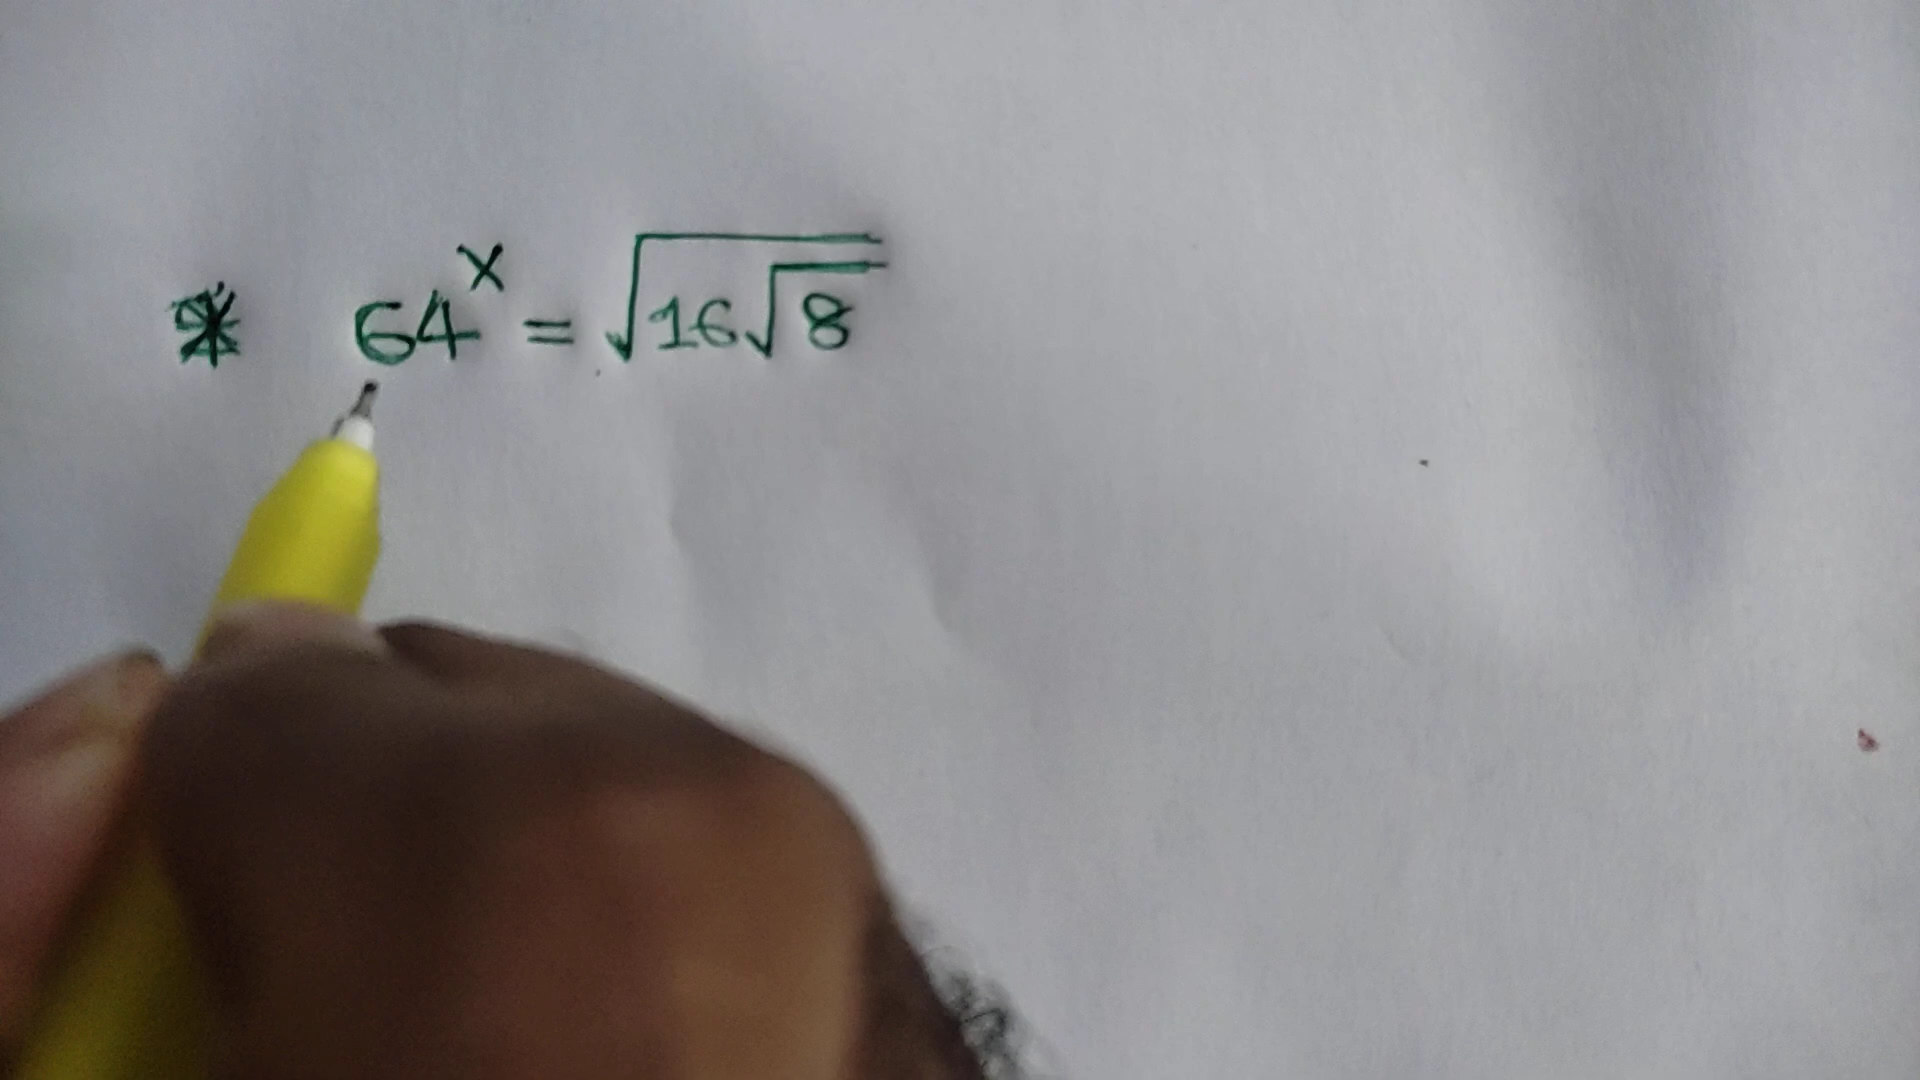 * 64^x = √(16√8)